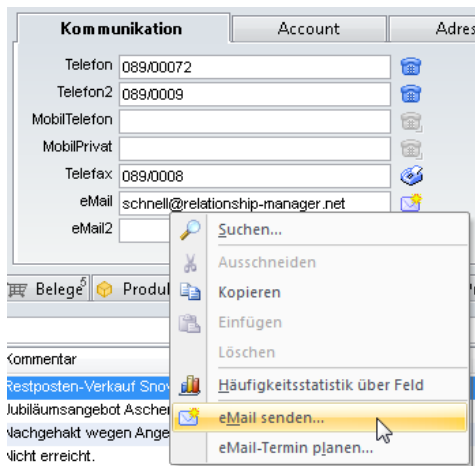 Kommunikation Account Adres
Telefon 089/00072
Telefon2 089/0009
MobilTelefon
MobilPrivat
Telefax 089/0008
eMail schnell@relationship-manager.net
eMail2
Suchen...
Ausschneiden
Belege 5 Produl Kopieren
Einfügen
Löschen
Kommentar
Restposten-Verkauf Snov Häufigkeitsstatistik über Feld
Jubiläumsangebot Ascher eMail senden...
Nachgehakt wegen Ange
Nicht erreicht. eMail-Termin planen...